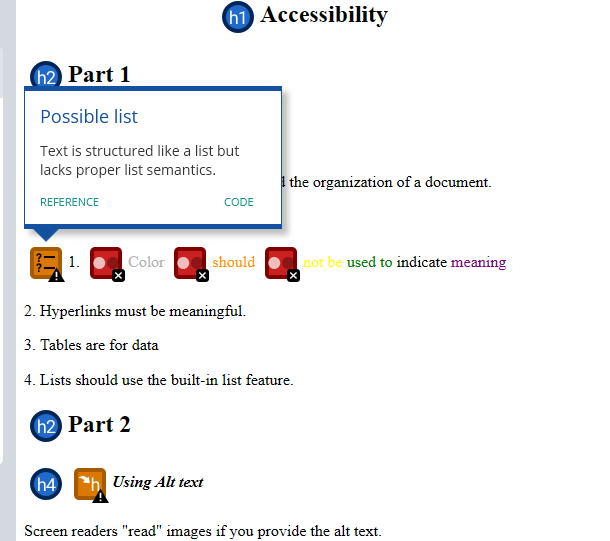 h1 Accessibility
h2 Part 1
Possible list
Text is structured like a list but
lacks proper list semantics.
REFERENCE CODE
the organization of a document.
1. Color should not be used to indicate meaning
2. Hyperlinks must be meaningful.
3. Tables are for data
4. Lists should use the built-in list feature.
h2 Part 2
h4 h Using Alt text
Screen readers "read" images if you provide the alt text.